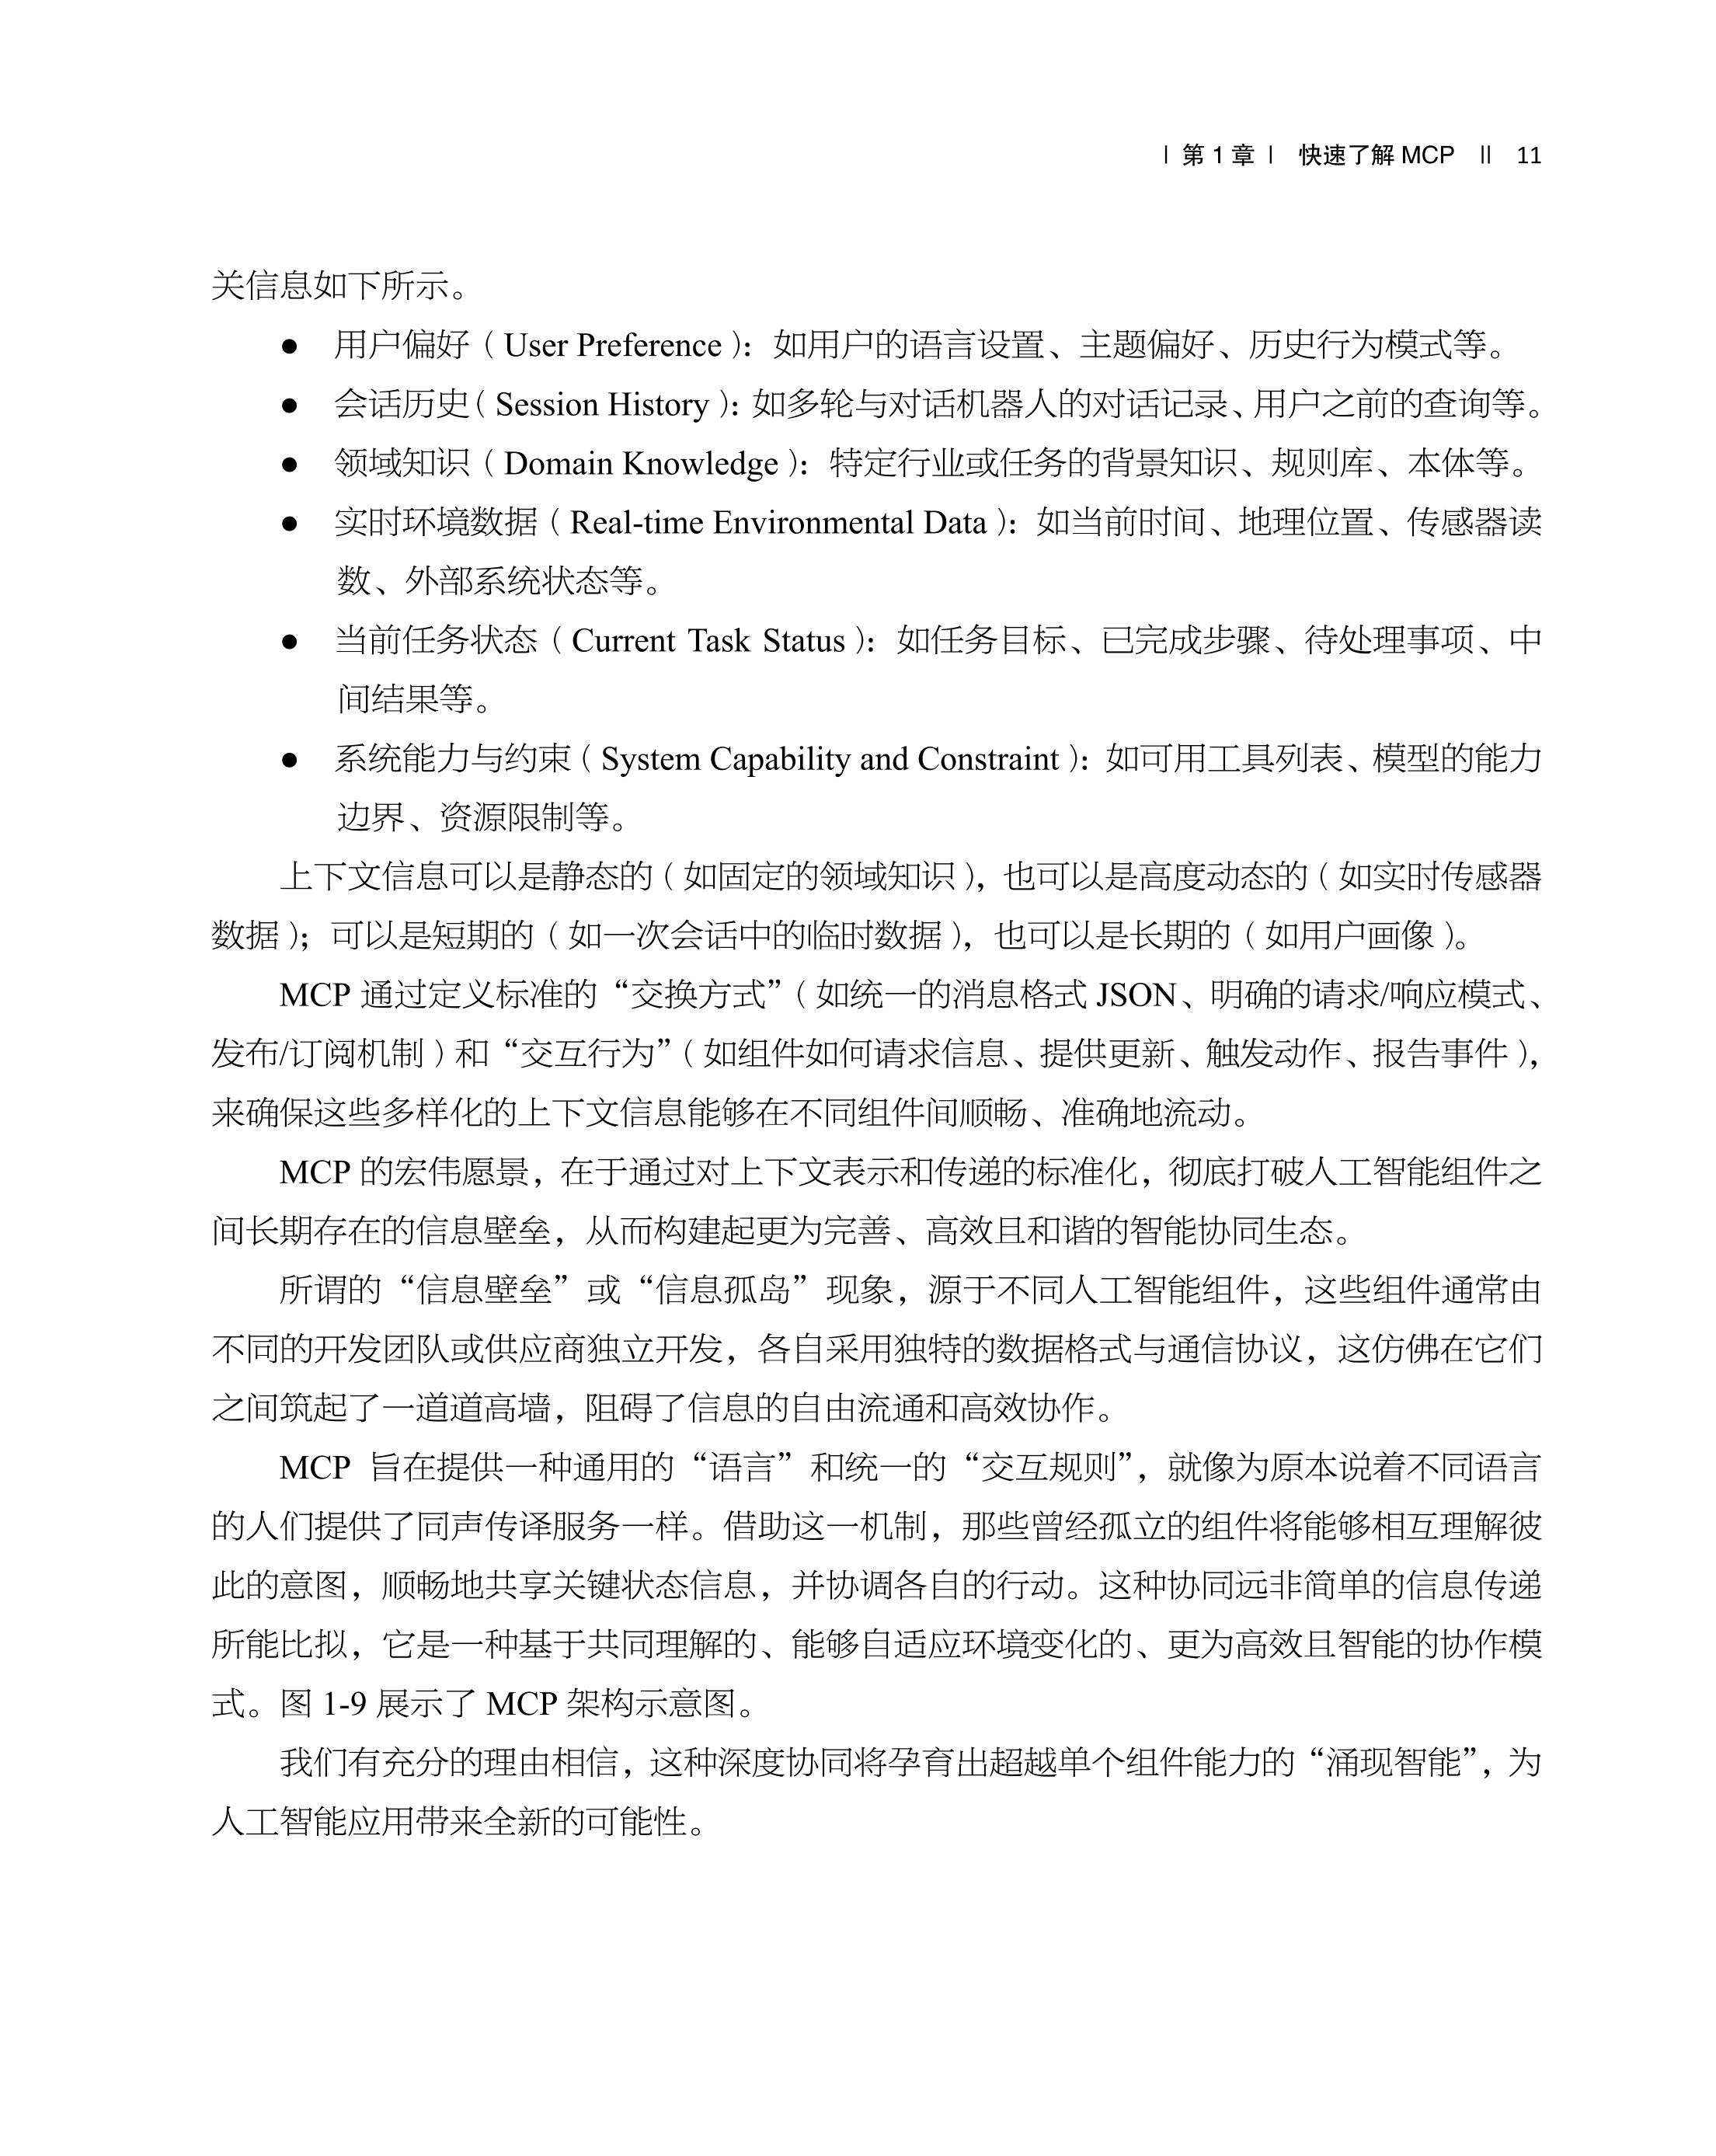 | 第 1 章 | 快速了解 MCP || 11
关信息如下所示。
● 用户偏好（User Preference）：如用户的语言设置、主题偏好、历史行为模式等。
● 会话历史（Session History）：如多轮与对话机器人的对话记录、用户之前的查询等。
● 领域知识（Domain Knowledge）：特定行业或任务的背景知识、规则库、本体等。
● 实时环境数据（Real-time Environmental Data）：如当前时间、地理位置、传感器读
数、外部系统状态等。
● 当前任务状态（Current Task Status）：如任务目标、已完成步骤、待处理事项、中
间结果等。
● 系统能力与约束（System Capability and Constraint）：如可用工具列表、模型的能力
边界、资源限制等。
上下文信息可以是静态的（如固定的领域知识），也可以是高度动态的（如实时传感器
数据）；可以是短期的（如一次会话中的临时数据），也可以是长期的（如用户画像）。
MCP 通过定义标准的“交换方式”（如统一的消息格式 JSON、明确的请求/响应模式、
发布/订阅机制）和“交互行为”（如组件如何请求信息、提供更新、触发动作、报告事件），
来确保这些多样化的上下文信息能够在不同组件间顺畅、准确地流动。
MCP 的宏伟愿景，在于通过对上下文表示和传递的标准化，彻底打破人工智能组件之
间长期存在的信息壁垒，从而构建起更为完善、高效且和谐的智能协同生态。
所谓的“信息壁垒”或“信息孤岛”现象，源于不同人工智能组件，这些组件通常由
不同的开发团队或供应商独立开发，各自采用独特的数据格式与通信协议，这仿佛在它们
之间筑起了一道道高墙，阻碍了信息的自由流通和高效协作。
MCP 旨在提供一种通用的“语言”和统一的“交互规则”，就像为原本说着不同语言
的人们提供了同声传译服务一样。借助这一机制，那些曾经孤立的组件将能够相互理解彼
此的意图，顺畅地共享关键状态信息，并协调各自的行动。这种协同远非简单的信息传递
所能比拟，它是一种基于共同理解的、能够自适应环境变化的、更为高效且智能的协作模
式。图 1-9 展示了 MCP 架构示意图。
我们有充分的理由相信，这种深度协同将孕育出超越单个组件能力的“涌现智能”，为
人工智能应用带来全新的可能性。